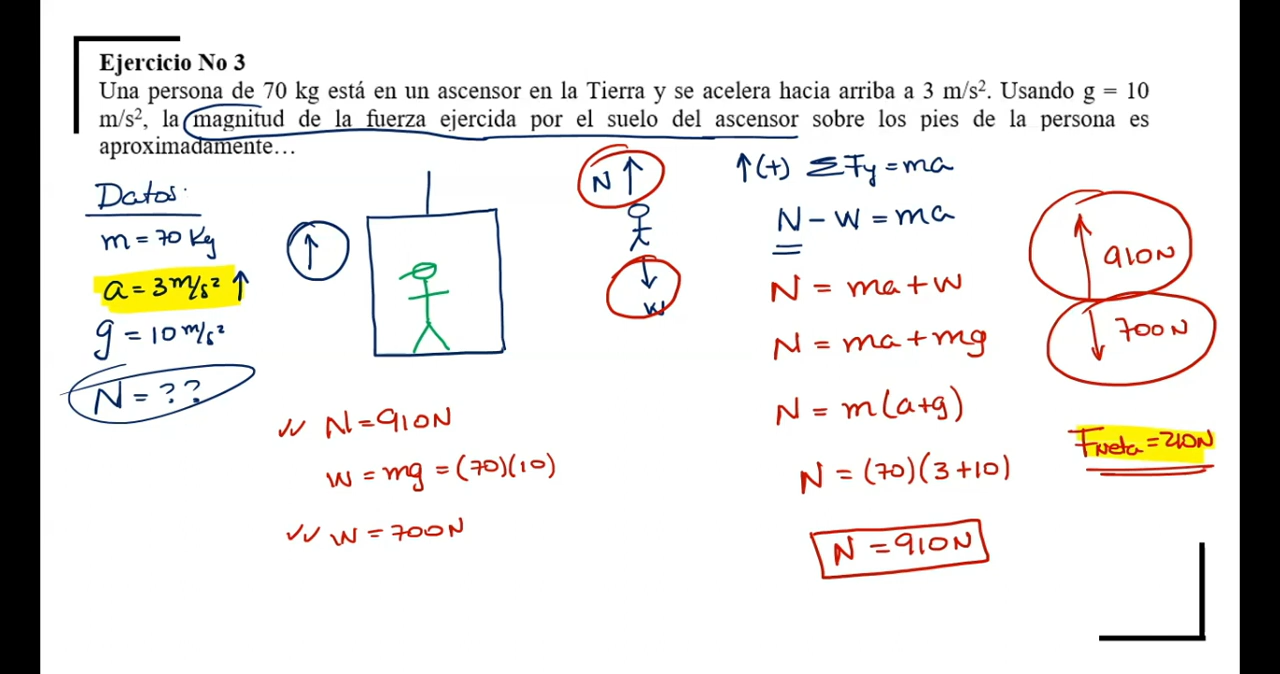 Ejercicio No 3
Una persona de 70 kg está en un ascensor en la Tierra y se acelera hacia arriba a 3 m/s². Usando g = 10
m/s², la magnitud de la fuerza ejercida por el suelo del ascensor sobre los pies de la persona es
aproximadamente…
Datos:
m = 70 Kg
a = 3 m/s² ↑
g = 10 m/s²
N = ??
↑
N ↑
↓
W
↑(+) ΣFy = ma
N - W = ma
N = ma + W
N = ma + mg
N = m(a+g)
N = (70)(3+10)
N = 910N
✓✓ N = 910N
W = mg = (70)(10)
✓✓ W = 700N
910N
700N
FNeta = 210N